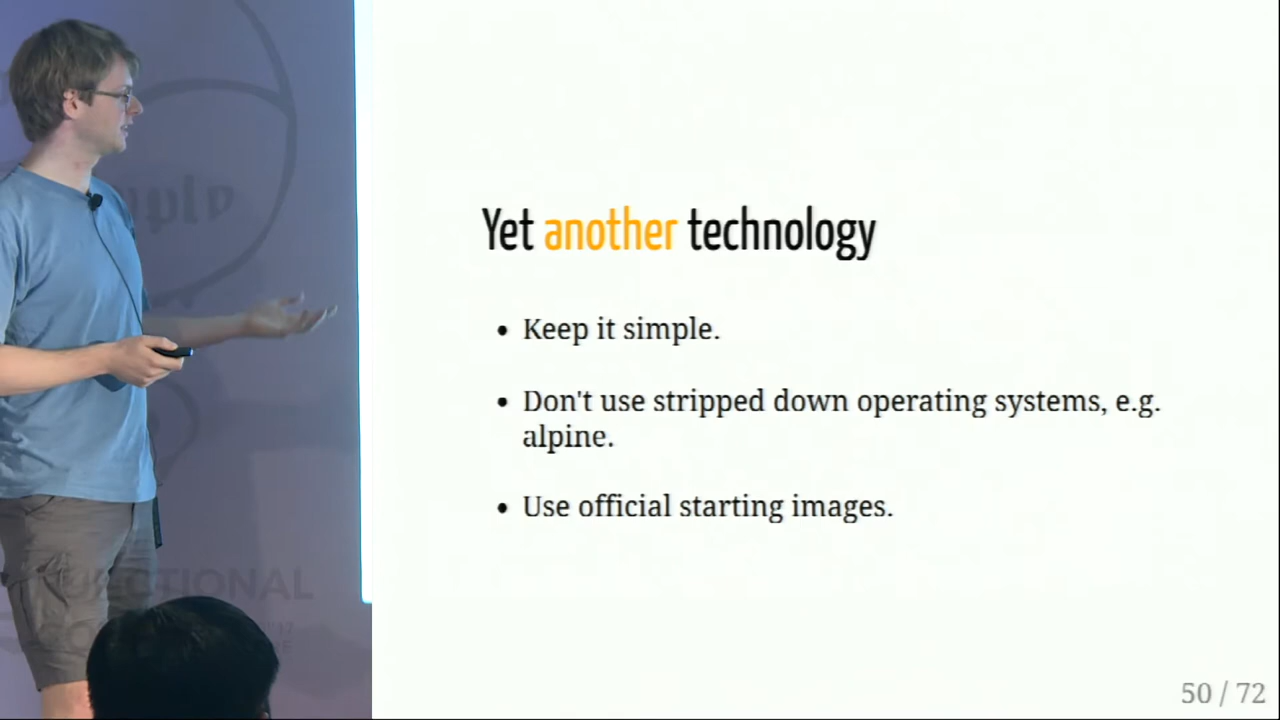 Yet another technology
• Keep it simple.
• Don't use stripped down operating systems, e.g.
alpine.
• Use official starting images.
50 / 72